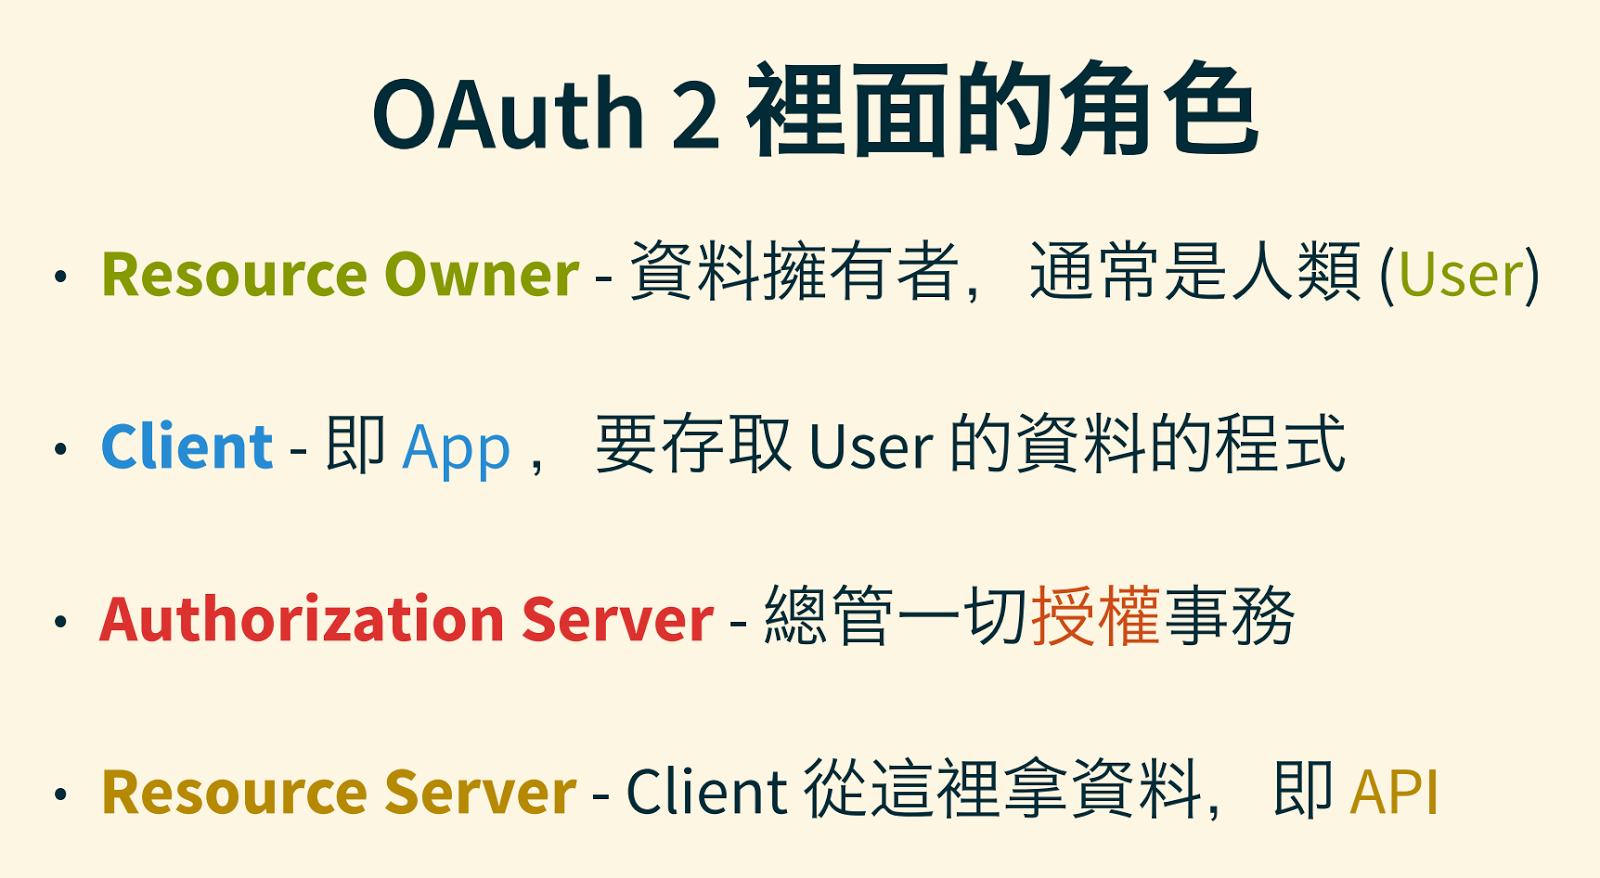 OAuth 2 裡面的角色
• Resource Owner - 資料擁有者，通常是人類 (User)
• Client - 即 App ，要存取 User 的資料的程式
• Authorization Server - 總管一切授權事務
• Resource Server - Client 從這裡拿資料，即 API